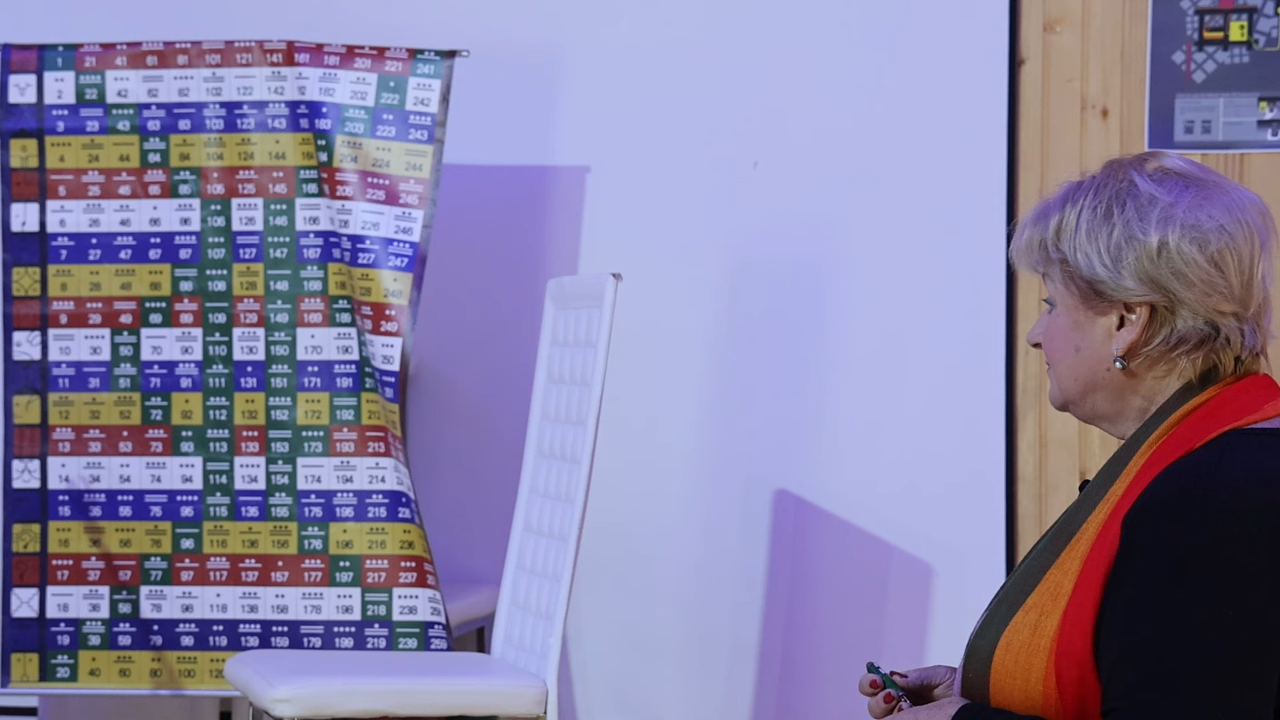 1 21 41 61 81 101 121 141 161 181 201 221 241
2 22 42 62 82 102 122 142 182 202 222 242
3 23 43 63 83 103 123 143 183 203 223 243
4 24 44 64 84 104 124 144 164 204 224 244
5 25 45 65 85 105 125 145 165 205 225 245
6 26 46 66 86 106 126 146 166 226 246
7 27 47 67 87 107 127 147 167 227 247
8 28 48 68 88 108 128 148 168 228 248
9 29 49 69 89 109 129 149 169 189 249
10 30 50 70 90 110 130 150 170 190 250
11 31 51 71 91 111 131 151 171 191
12 32 52 72 92 112 132 152 172 192
13 33 53 73 93 113 133 153 173 193 213
14 34 54 74 94 114 134 154 174 194 214
15 35 55 75 95 115 135 155 175 195 215
16 36 56 76 96 116 136 156 176 196 216 236
17 37 57 77 97 117 137 157 177 197 217 237
18 38 58 78 98 118 138 158 178 198 218 238
19 39 59 79 99 119 139 159 179 199 219 239 259
20 40 60 80 100